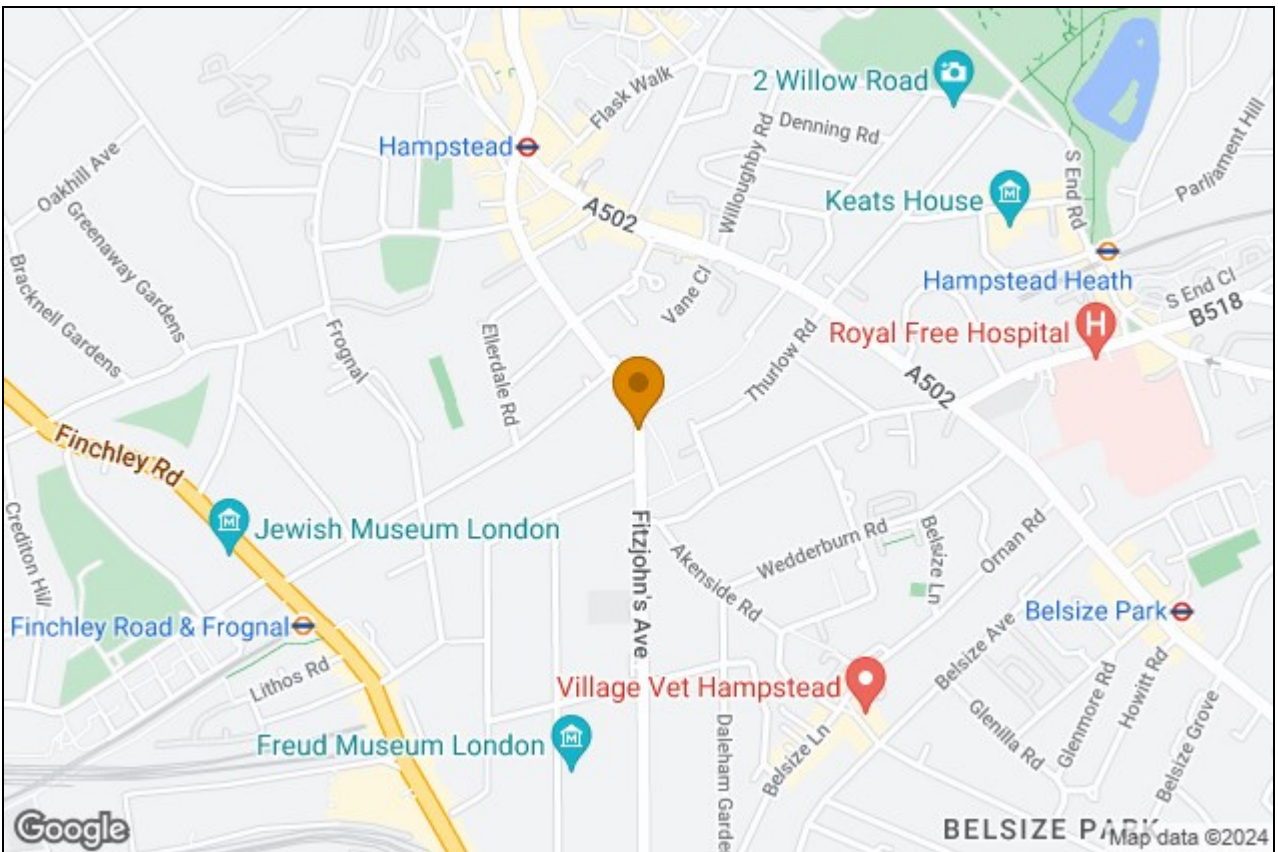 2 Willow Road
Flask Walk
Denning Rd
Hampstead
Willoughby Rd
Parliament Hill
Oakhill Ave
S End Rd
Keats House
Greenaway Gardens
A502
Hampstead Heath
Vane Cl
S End Cl
B518
Bracknell Gardens
Frognal
Ellerdale Rd
Thurlow Rd
Royal Free Hospital
H
A502
Finchley Rd
Crediton Hill
Jewish Museum London
Fitzjohn's Ave
Akenside Rd
Wedderburn Rd
Belsize Ln
Ornan Rd
Finchley Road & Frognal
Belsize Park
Belsize Ave
Lithos Rd
Village Vet Hampstead
Glenmore Rd
Howitt Rd
Glenilla Rd
Belsize Grove
Freud Museum London
Belsize Ln
Daleham Garde
Google
BELSIZE PARK
Map data ©2024